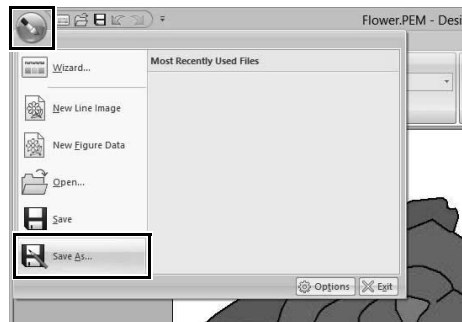 Flower.PEM - Desi
Most Recently Used Files
Wizard...
New Line Image
New Figure Data
Open...
Save
Save As...
Options
Exit